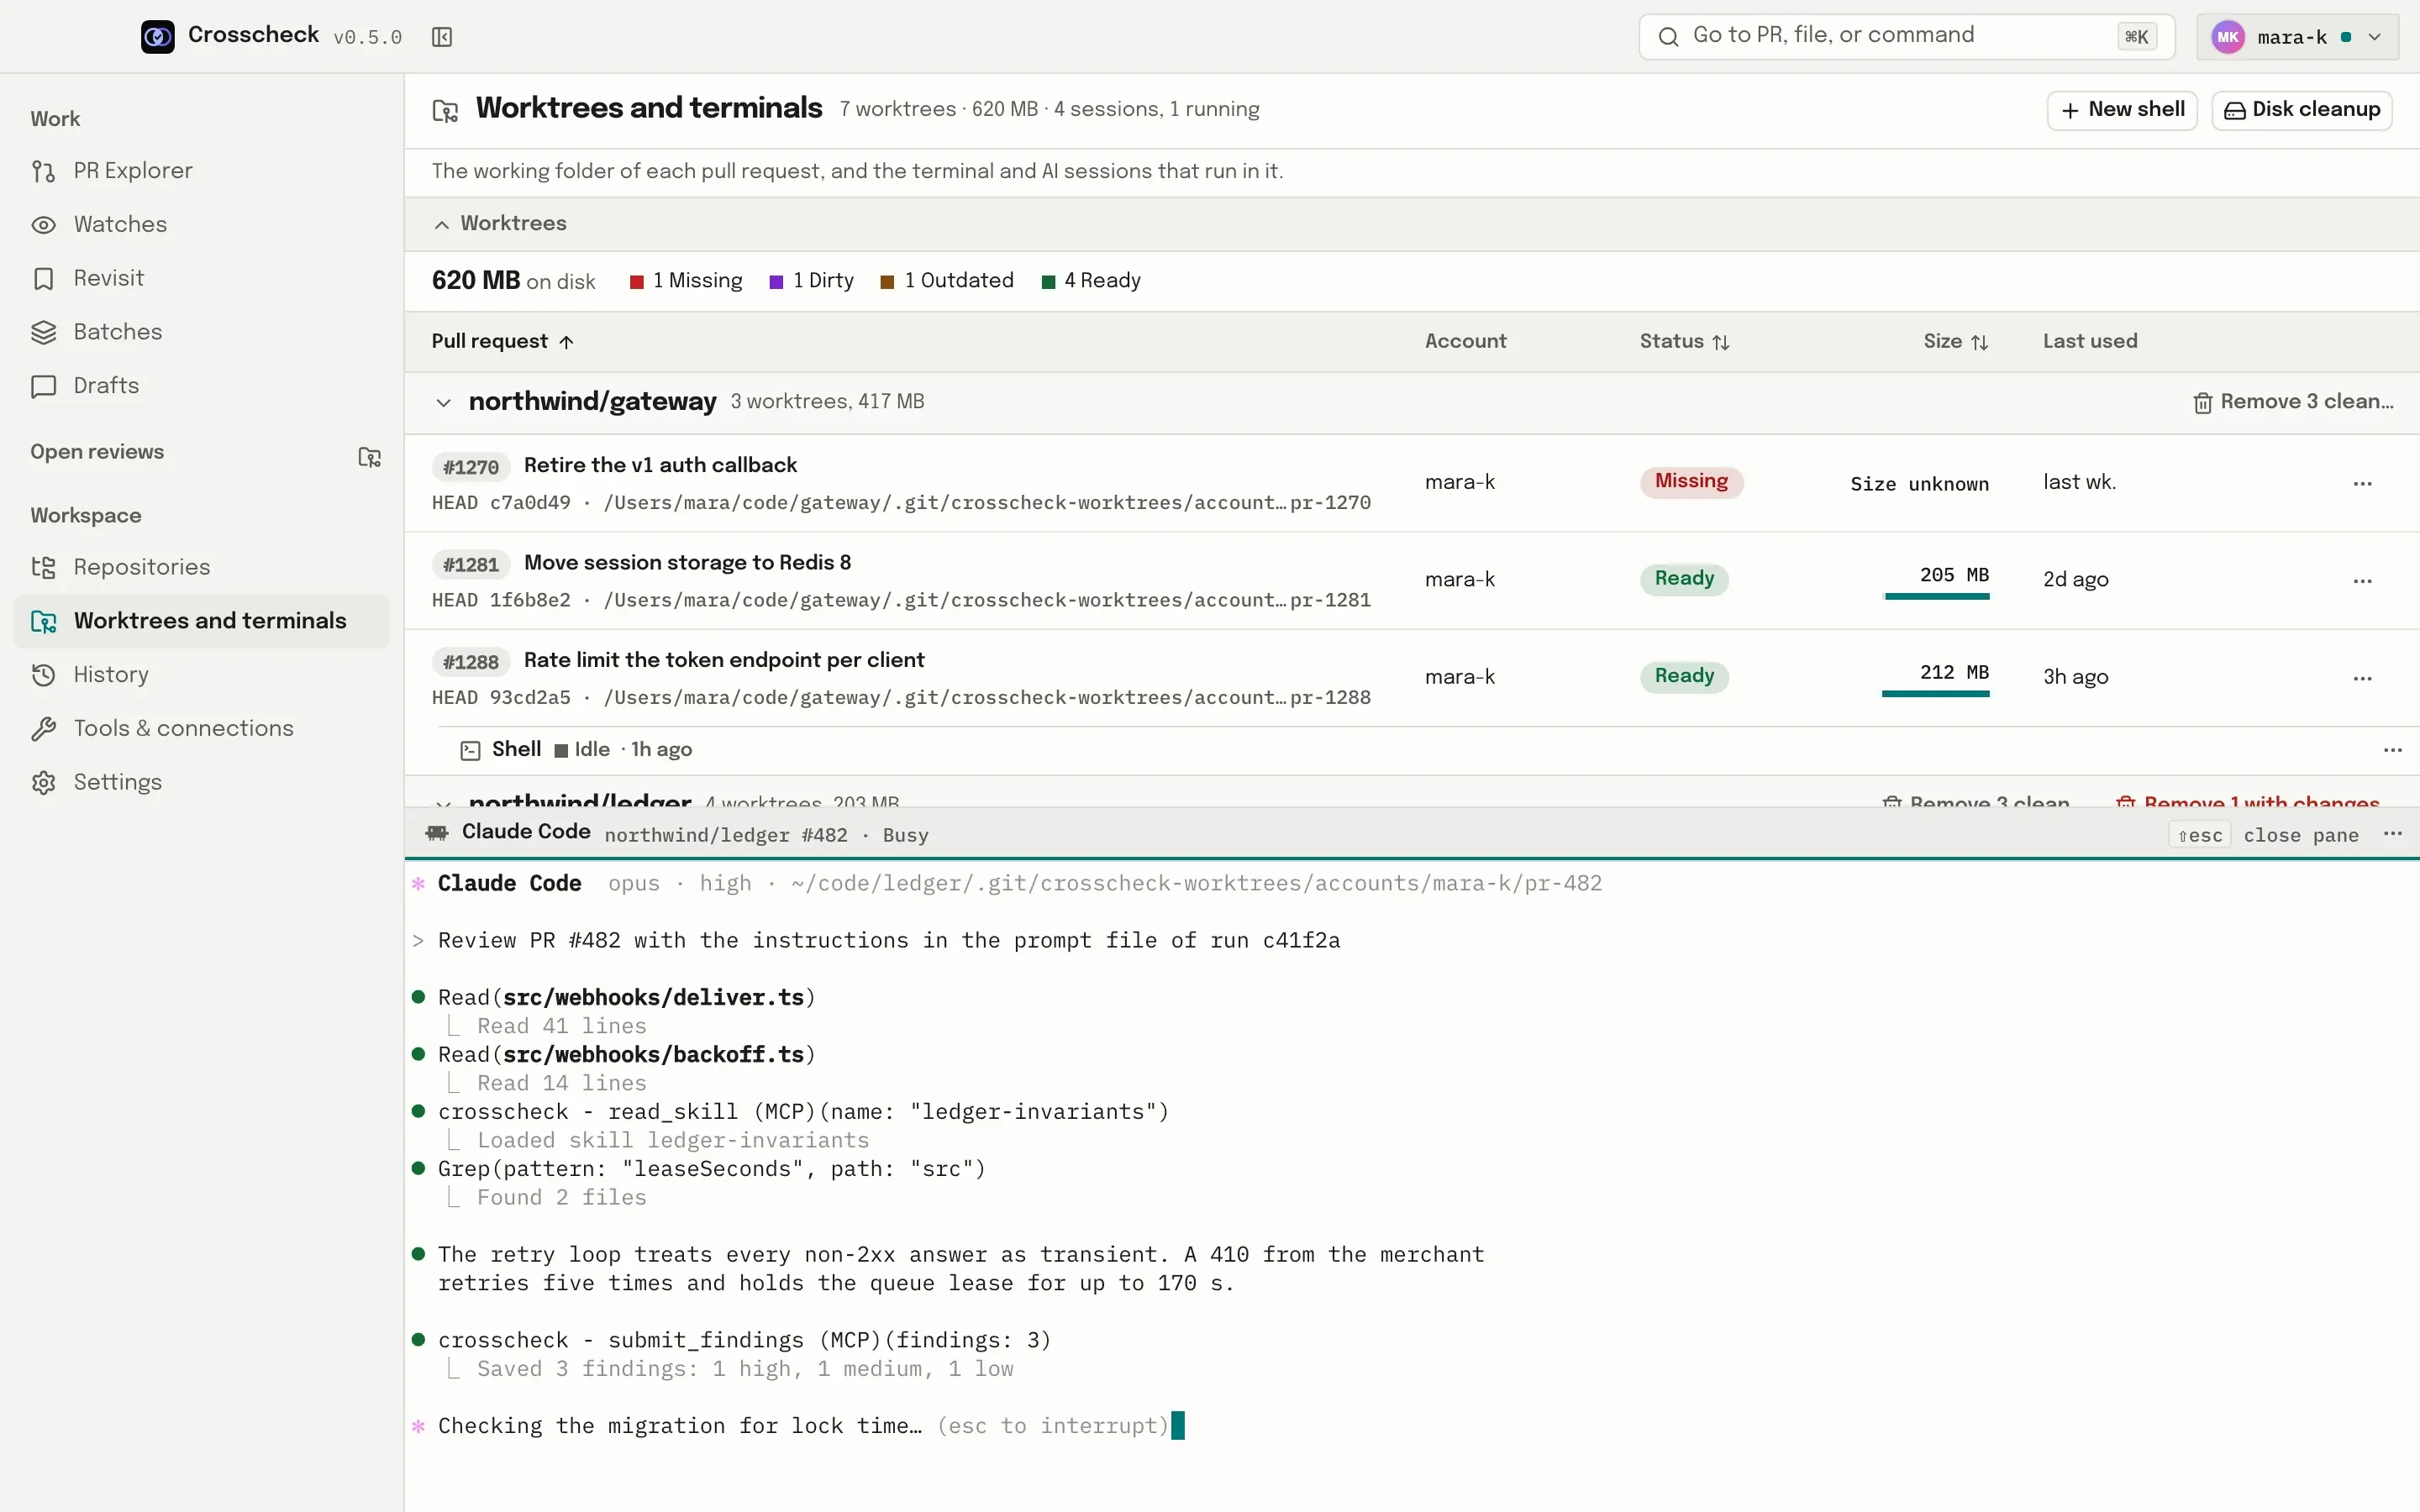 Crosscheck v0.5.0
Go to PR, file, or command ⌘K
MK mara-k
Work
PR Explorer
Watches
Revisit
Batches
Drafts
Open reviews
Workspace
Repositories
Worktrees and terminals
History
Tools & connections
Settings
Worktrees and terminals 7 worktrees · 620 MB · 4 sessions, 1 running
New shell
Disk cleanup
The working folder of each pull request, and the terminal and AI sessions that run in it.
Worktrees
620 MB on disk 1 Missing 1 Dirty 1 Outdated 4 Ready
Pull request Account Status Size Last used
northwind/gateway 3 worktrees, 417 MB Remove 3 clean…
#1270 Retire the v1 auth callback
HEAD c7a0d49 · /Users/mara/code/gateway/.git/crosscheck-worktrees/account…pr-1270
mara-k Missing Size unknown last wk. …
#1281 Move session storage to Redis 8
HEAD 1f6b8e2 · /Users/mara/code/gateway/.git/crosscheck-worktrees/account…pr-1281
mara-k Ready 205 MB 2d ago …
#1288 Rate limit the token endpoint per client
HEAD 93cd2a5 · /Users/mara/code/gateway/.git/crosscheck-worktrees/account…pr-1288
mara-k Ready 212 MB 3h ago …
Shell Idle · 1h ago …
northwind/ledger 4 worktrees, 203 MB Remove 3 clean Remove 1 with changes
Claude Code northwind/ledger #482 · Busy ⇧esc close pane …
* Claude Code opus · high · ~/code/ledger/.git/crosscheck-worktrees/accounts/mara-k/pr-482
> Review PR #482 with the instructions in the prompt file of run c41f2a
● Read(src/webhooks/deliver.ts)
⎿ Read 41 lines
● Read(src/webhooks/backoff.ts)
⎿ Read 14 lines
● crosscheck - read_skill (MCP)(name: "ledger-invariants")
⎿ Loaded skill ledger-invariants
● Grep(pattern: "leaseSeconds", path: "src")
⎿ Found 2 files
● The retry loop treats every non-2xx answer as transient. A 410 from the merchant
retries five times and holds the queue lease for up to 170 s.
● crosscheck - submit_findings (MCP)(findings: 3)
⎿ Saved 3 findings: 1 high, 1 medium, 1 low
* Checking the migration for lock time… (esc to interrupt)